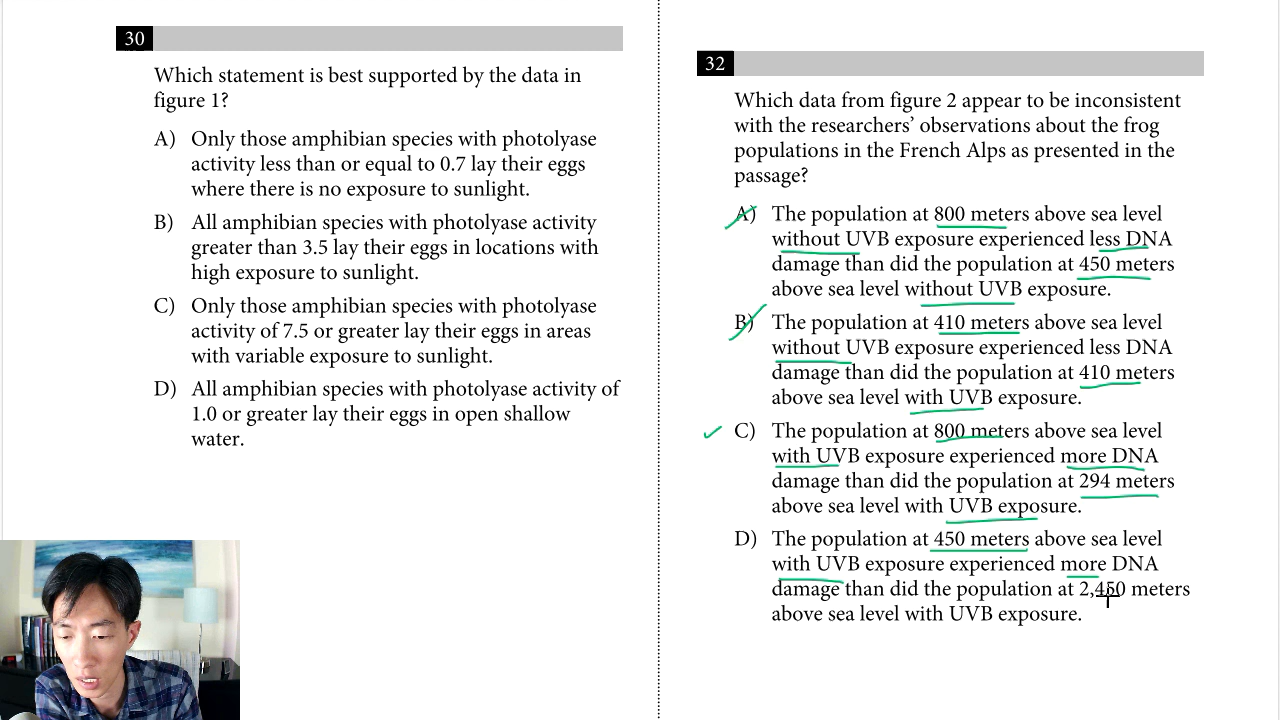 30
Which statement is best supported by the data in
figure 1?
A) Only those amphibian species with photolyase
activity less than or equal to 0.7 lay their eggs
where there is no exposure to sunlight.
B) All amphibian species with photolyase activity
greater than 3.5 lay their eggs in locations with
high exposure to sunlight.
C) Only those amphibian species with photolyase
activity of 7.5 or greater lay their eggs in areas
with variable exposure to sunlight.
D) All amphibian species with photolyase activity of
1.0 or greater lay their eggs in open shallow
water.
32
Which data from figure 2 appear to be inconsistent
with the researchers’ observations about the frog
populations in the French Alps as presented in the
passage?
A) The population at 800 meters above sea level
without UVB exposure experienced less DNA
damage than did the population at 450 meters
above sea level without UVB exposure.
B) The population at 410 meters above sea level
without UVB exposure experienced less DNA
damage than did the population at 410 meters
above sea level with UVB exposure.
C) The population at 800 meters above sea level
with UVB exposure experienced more DNA
damage than did the population at 294 meters
above sea level with UVB exposure.
D) The population at 450 meters above sea level
with UVB exposure experienced more DNA
damage than did the population at 2,450 meters
above sea level with UVB exposure.